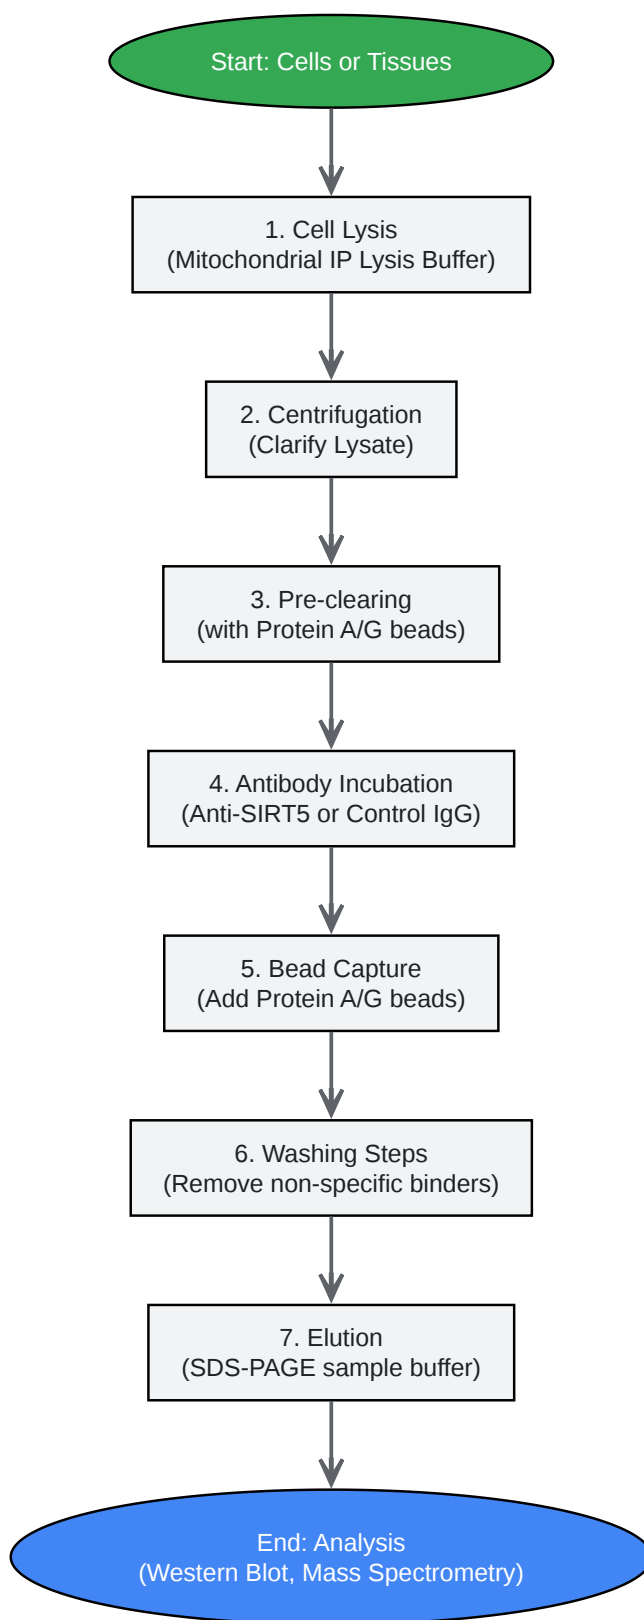 Start: Cells or Tissues
1. Cell Lysis
(Mitochondrial IP Lysis Buffer)
2. Centrifugation
(Clarify Lysate)
3. Pre-clearing
(with Protein A/G beads)
4. Antibody Incubation
(Anti-SIRT5 or Control IgG)
5. Bead Capture
(Add Protein A/G beads)
6. Washing Steps
(Remove non-specific binders)
7. Elution
(SDS-PAGE sample buffer)
End: Analysis
(Western Blot, Mass Spectrometry)